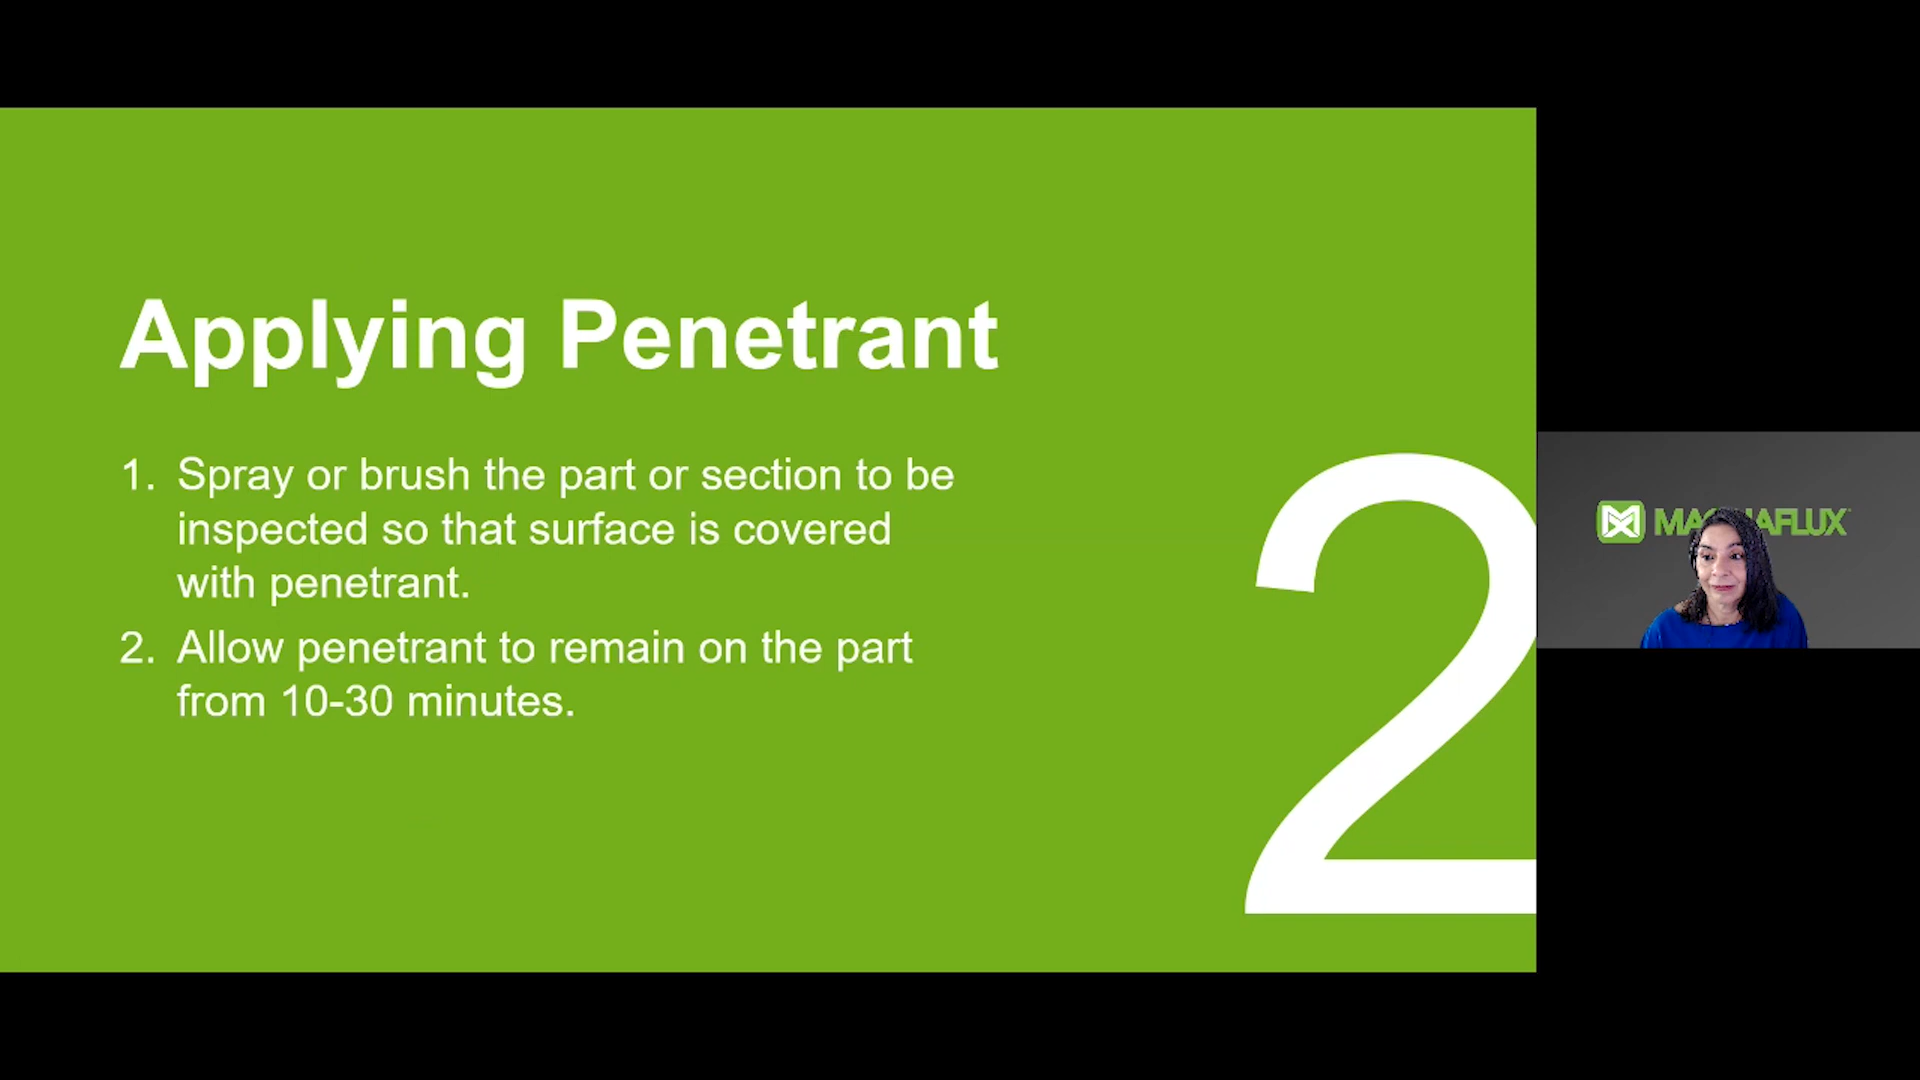 Applying Penetrant
1. Spray or brush the part or section to be
inspected so that surface is covered
with penetrant.
2. Allow penetrant to remain on the part
from 10-30 minutes.
2